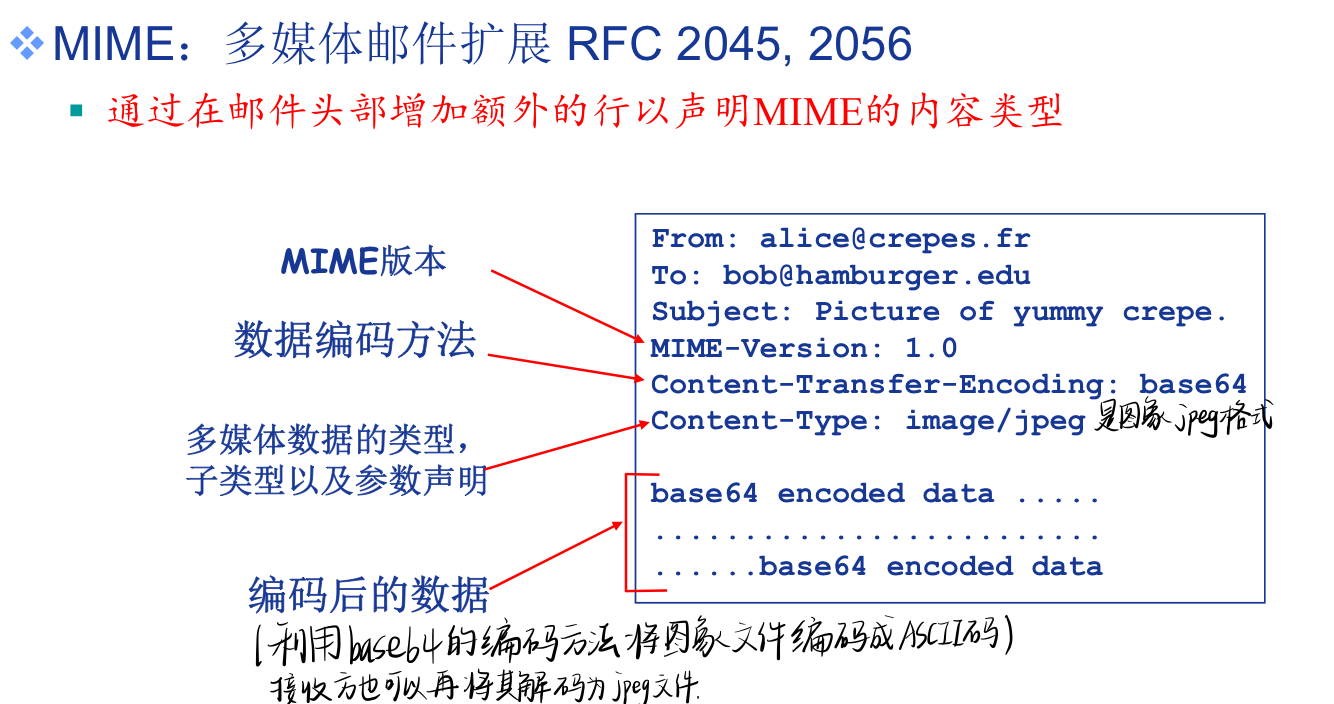 MIME：多媒体邮件扩展 RFC 2045, 2056
通过在邮件头部增加额外的行以声明MIME的内容类型
MIME版本
数据编码方法
多媒体数据的类型，
子类型以及参数声明
编码后的数据
From: alice@crepes.fr
To: bob@hamburger.edu
Subject: Picture of yummy crepe.
MIME-Version: 1.0
Content-Transfer-Encoding: base64
Content-Type: image/jpeg 是图象jpeg格式
base64 encoded data .....
.........................
......base64 encoded data
(利用base64的编码方法将图象文件编码成ASCII码)
接收方也可以再将其解码为jpeg文件.